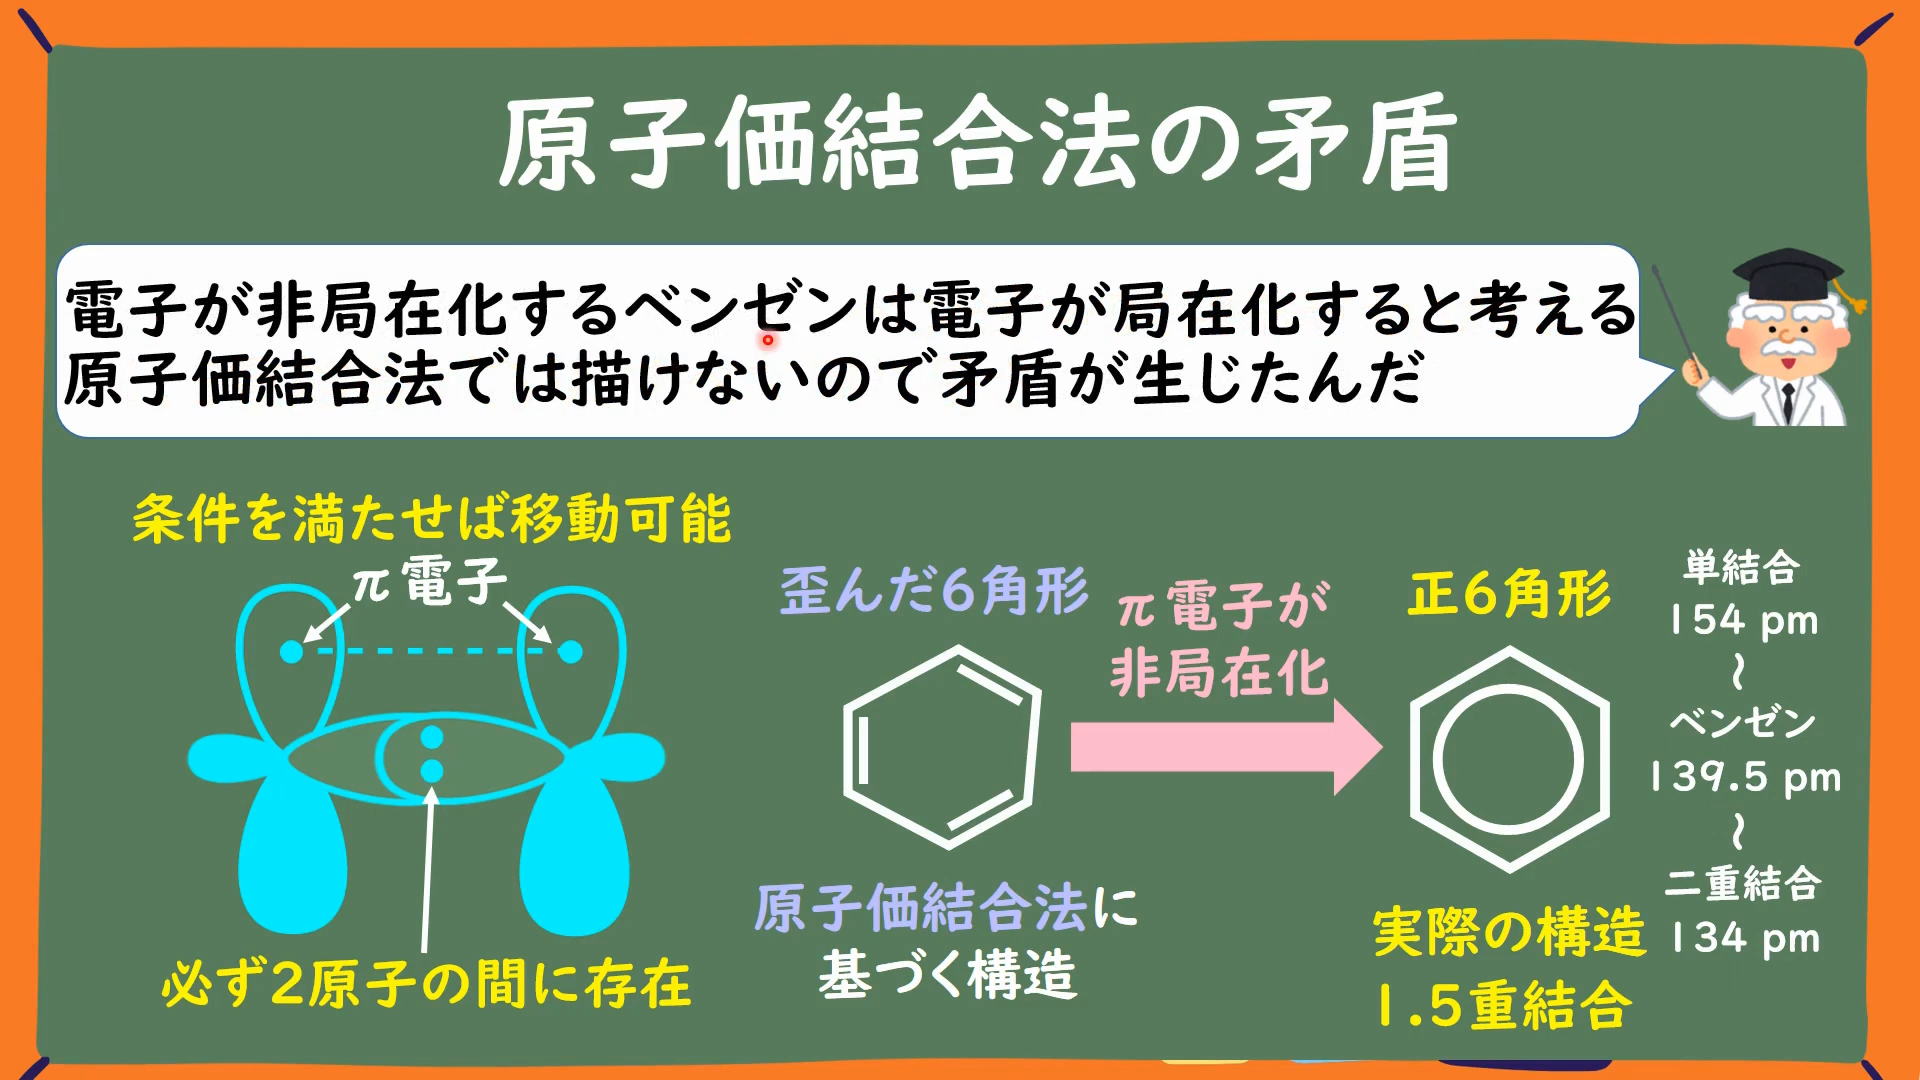 原子価結合法の矛盾
電子が非局在化するベンゼンは電子が局在化すると考える
原子価結合法では描けないので矛盾が生じたんだ
条件を満たせば移動可能
π電子
必ず2原子の間に存在
歪んだ6角形
原子価結合法に
基づく構造
π電子が
非局在化
正6角形
実際の構造
1.5重結合
単結合
154 pm
〜
ベンゼン
139.5 pm
〜
二重結合
134 pm